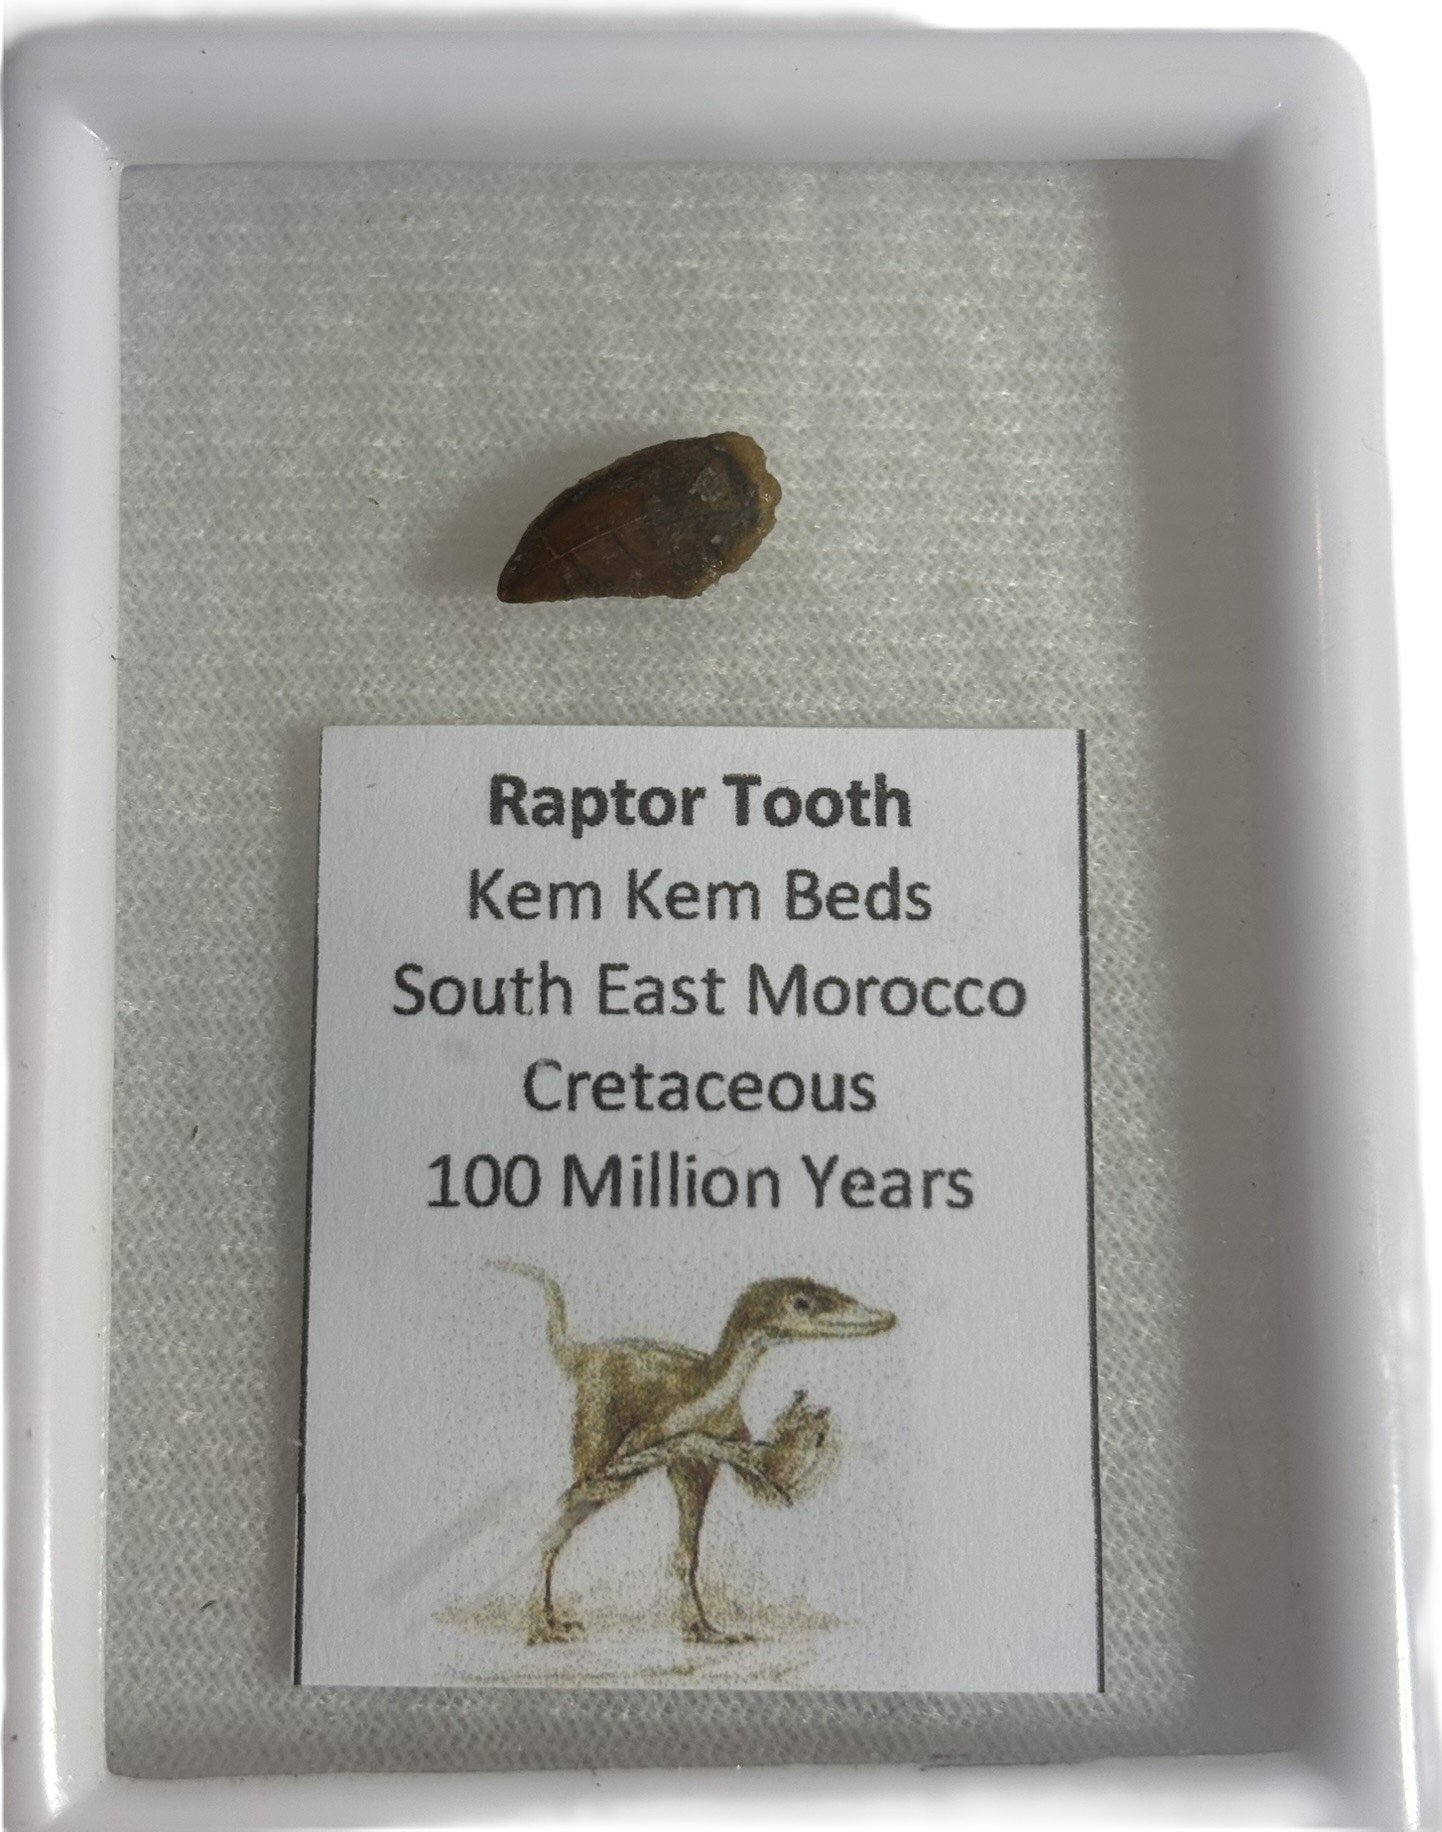 Raptor Tooth
Kem Kem Beds
South East Morocco
Cretaceous
100 Million Years